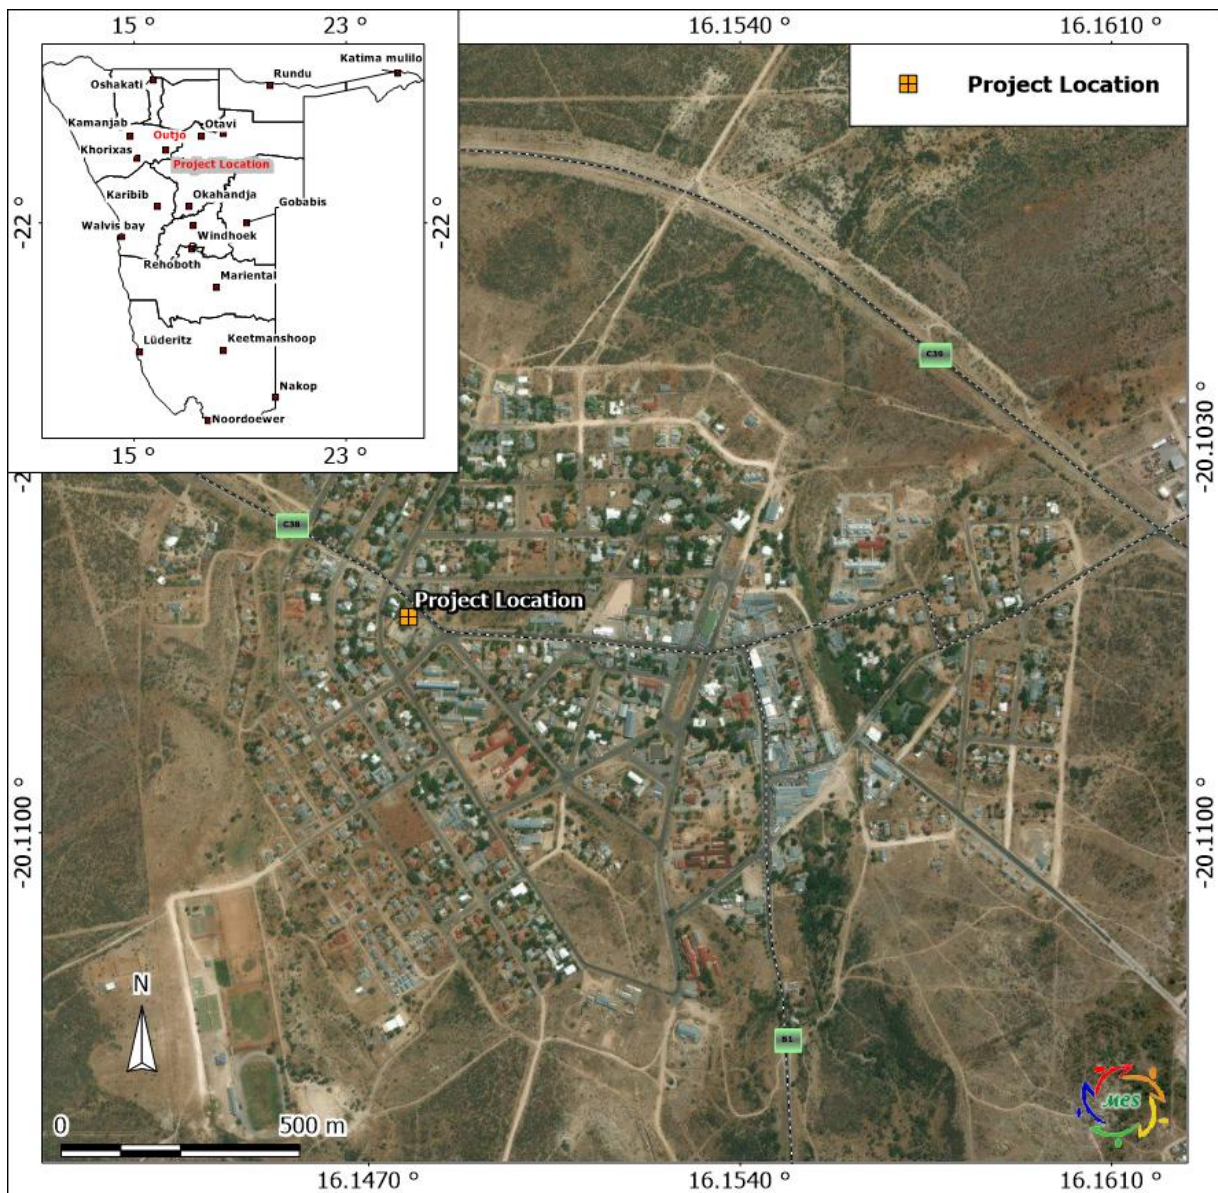 15 °
23 °
16.1540 °
16.1610 °
Project Location
Katima mulilo
Rundu
Oshakati
Kamanjab
Outjo
Otavi
Khorixas
Project Location
Karibib
Okahandja
Gobabis
Walvis bay
Windhoek
Rehoboth
Mariental
Lüderitz
Keetmanshoop
Nakop
Noordoewer
-22 °
-22 °
15 °
23 °
C39
-20.1030 °
C38
Project Location
-20.1100 °
-20.1100 °
N
B1
0
500 m
MES
16.1470 °
16.1540 °
16.1610 °